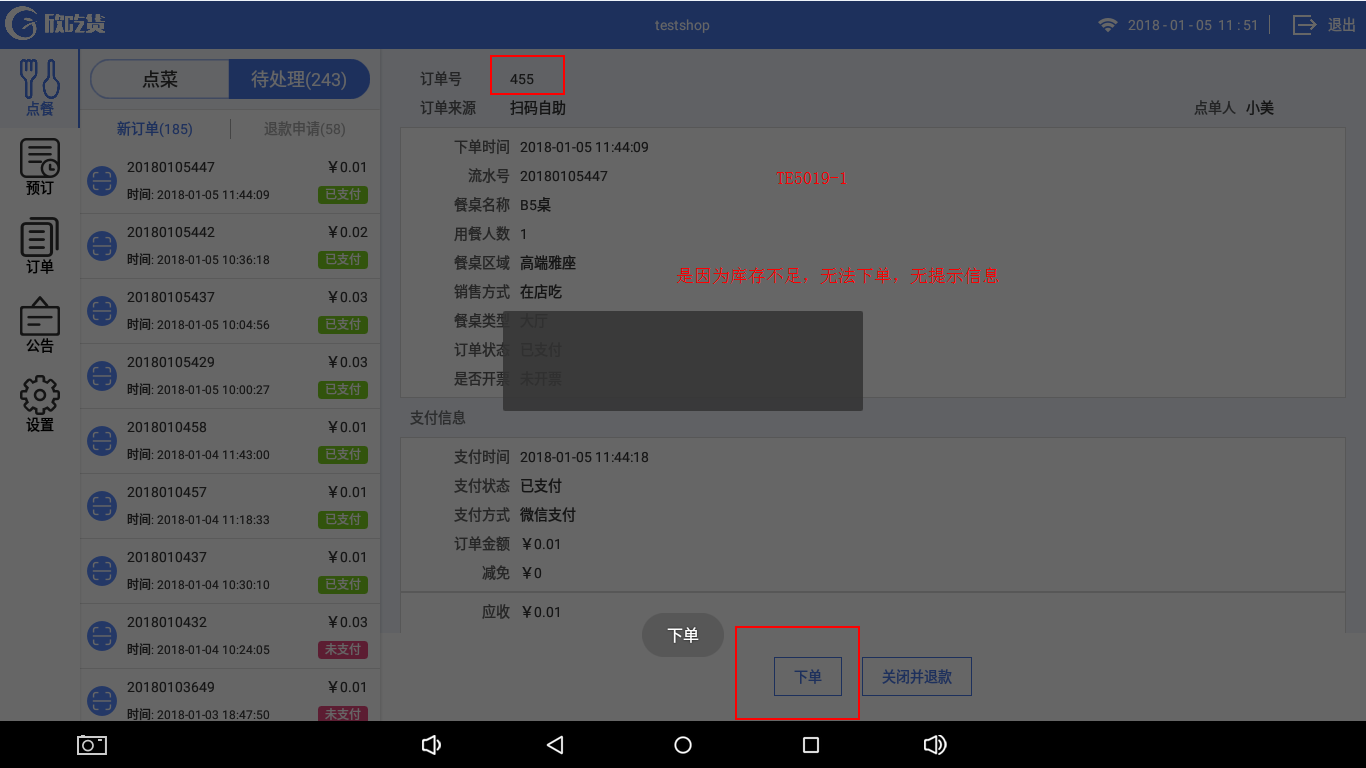 欣吃货
testshop
2018-01-05 11:51
退出
点餐
预订
订单
公告
设置
点菜
待处理(243)
新订单(185)
退款申请(58)
20180105447 ￥0.01
时间: 2018-01-05 11:44:09 已支付
20180105442 ￥0.02
时间: 2018-01-05 10:36:18 已支付
20180105437 ￥0.03
时间: 2018-01-05 10:04:56 已支付
20180105429 ￥0.03
时间: 2018-01-05 10:00:27 已支付
2018010458 ￥0.01
时间: 2018-01-04 11:43:00 已支付
2018010457 ￥0.01
时间: 2018-01-04 11:18:33 已支付
2018010437 ￥0.01
时间: 2018-01-04 10:30:10 已支付
2018010432 ￥0.03
时间: 2018-01-04 10:24:05 未支付
20180103649 ￥0.01
时间: 2018-01-03 18:47:50 未支付
订单号 455
订单来源 扫码自助 点单人 小美
下单时间 2018-01-05 11:44:09
流水号 20180105447
TE5019-1
餐桌名称 B5桌
用餐人数 1
餐桌区域 高端雅座
是因为库存不足，无法下单，无提示信息
销售方式 在店吃
餐桌类型 大厅
订单状态 已支付
是否开票 未开票
支付信息
支付时间 2018-01-05 11:44:18
支付状态 已支付
支付方式 微信支付
订单金额 ￥0.01
减免 ￥0
应收 ￥0.01
下单
下单
关闭并退款